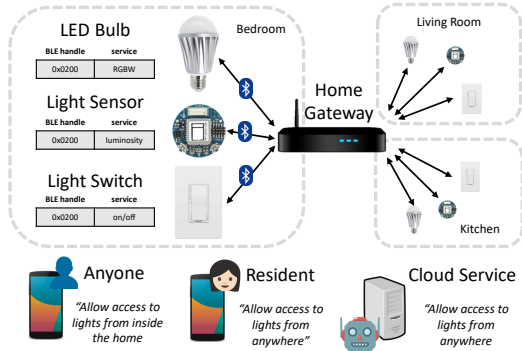 LED Bulb
BLE handle service
0x0200 RGBW
Light Sensor
BLE handle service
0x0200 luminosity
Light Switch
BLE handle service
0x0200 on/off
Bedroom
Home
Gateway
Living Room
Kitchen
Anyone
“Allow access to
lights from inside
the home”
Resident
“Allow access to
lights from
anywhere”
Cloud Service
“Allow access to
lights from
anywhere